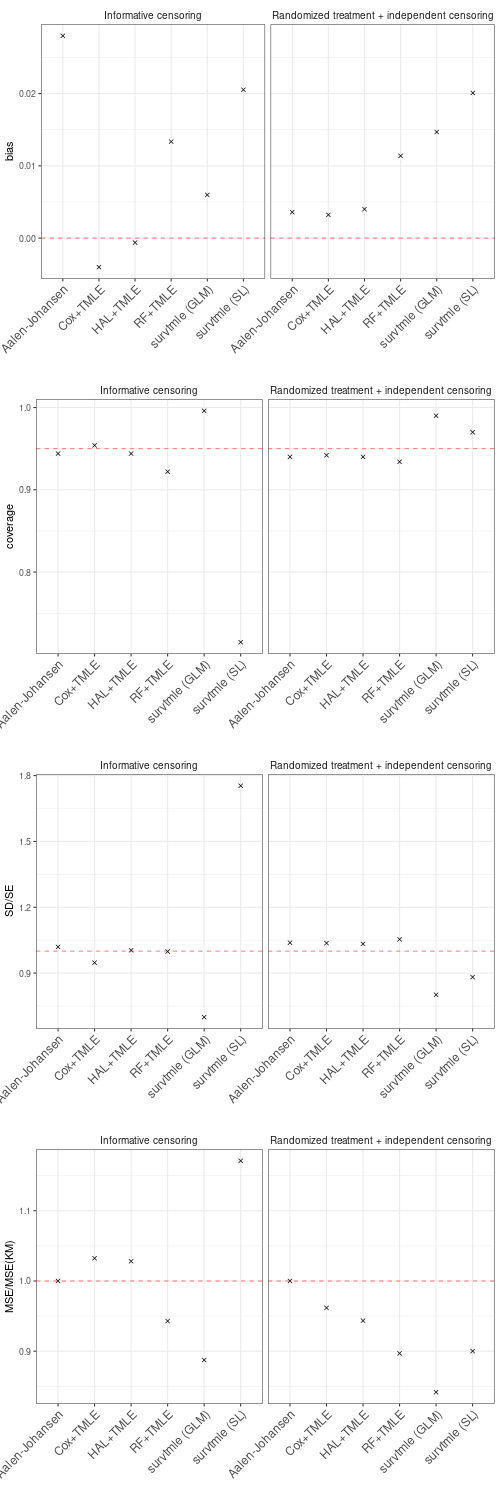 Informative censoring
Randomized treatment + independent censoring
bias
0.02
0.01
0.00
Aalen-Johansen
Cox+TMLE
HAL+TMLE
RF+TMLE
survtmle (GLM)
survtmle (SL)
Aalen-Johansen
Cox+TMLE
HAL+TMLE
RF+TMLE
survtmle (GLM)
survtmle (SL)
Informative censoring
Randomized treatment + independent censoring
coverage
1.0
0.9
0.8
Aalen-Johansen
Cox+TMLE
HAL+TMLE
RF+TMLE
survtmle (GLM)
survtmle (SL)
Aalen-Johansen
Cox+TMLE
HAL+TMLE
RF+TMLE
survtmle (GLM)
survtmle (SL)
Informative censoring
Randomized treatment + independent censoring
SD/SE
1.8
1.5
1.2
0.9
Aalen-Johansen
Cox+TMLE
HAL+TMLE
RF+TMLE
survtmle (GLM)
survtmle (SL)
Aalen-Johansen
Cox+TMLE
HAL+TMLE
RF+TMLE
survtmle (GLM)
survtmle (SL)
Informative censoring
Randomized treatment + independent censoring
MSE/MSE(KM)
1.1
1.0
0.9
Aalen-Johansen
Cox+TMLE
HAL+TMLE
RF+TMLE
survtmle (GLM)
survtmle (SL)
Aalen-Johansen
Cox+TMLE
HAL+TMLE
RF+TMLE
survtmle (GLM)
survtmle (SL)